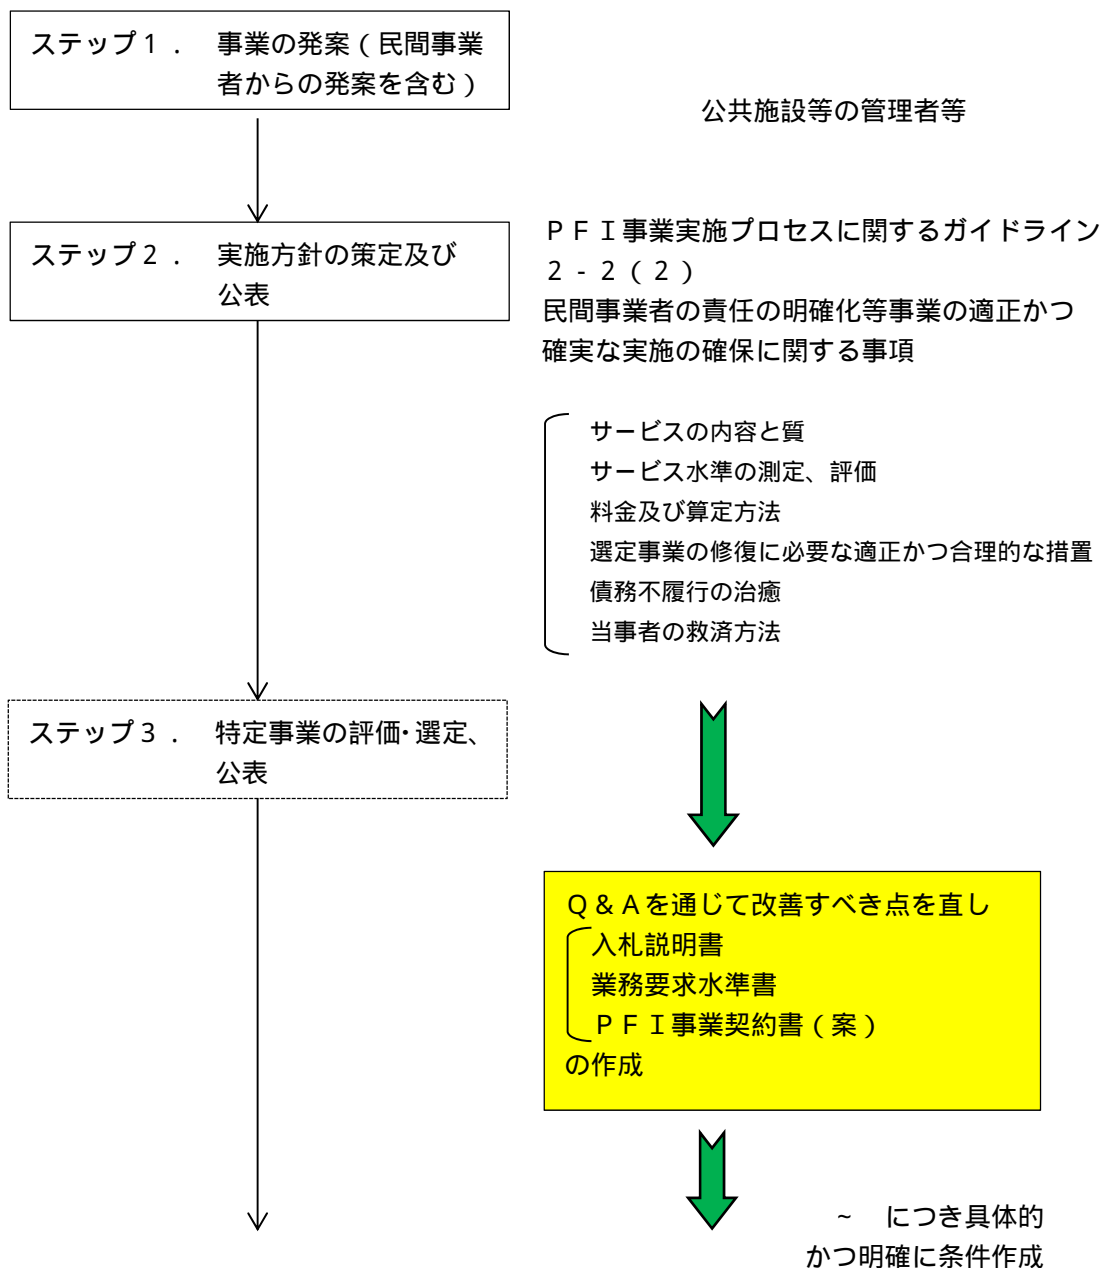 ステップ1． 事業の発案（民間事業
者からの発案を含む）
公共施設等の管理者等
ステップ2． 実施方針の策定及び
公表
ＰＦＩ事業実施プロセスに関するガイドライン
2-2(2)
民間事業者の責任の明確化等事業の適正かつ
確実な実施の確保に関する事項
サービスの内容と質
サービス水準の測定、評価
料金及び算定方法
選定事業の修復に必要な適正かつ合理的な措置
債務不履行の治癒
当事者の救済方法
ステップ3． 特定事業の評価・選定、
公表
Ｑ＆Ａを通じて改善すべき点を直し
入札説明書
業務要求水準書
ＰＦＩ事業契約書（案）
の作成
~ につき具体的
かつ明確に条件作成